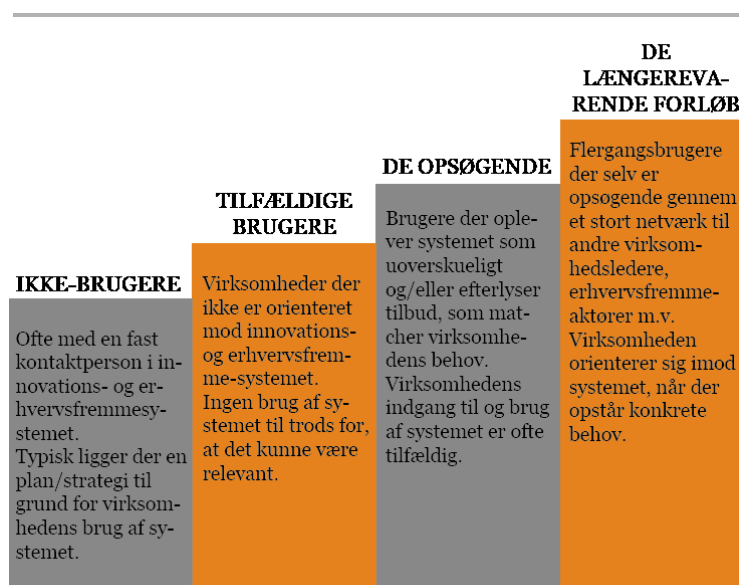 IKKE-BRUGERE
Ofte med en fast
kontaktperson i in-
novations- og er-
hvervsfremmesy-
stemet.
Typisk ligger der en
plan/strategi til
grund for virksom-
hedens brug af sy-
stemet.
TILFÆLDIGE
BRUGERE
Virksomheder der
ikke er orienteret
mod innovations-
og erhvervsfrem-
me-systemet.
Ingen brug af sy-
stemet til trods for,
at det kunne være
relevant.
DE OPSØGENDE
Brugere der ople-
ver systemet som
uoverskueligt
og/eller efterlyser
tilbud, som mat-
cher virksomhe-
dens behov.
Virksomhedens
indgang til og brug
af systemet er ofte
tilfældig.
DE
LÆNGEREVA-
RENDE FORLØB
Flergangsbrugere
der selv er
opsøgende gennem
et stort netværk til
andre virksom-
hedsledere,
erhvervsfremme-
aktører m.v.
Virksomheden
orienterer sig imod
systemet, når der
opstår konkrete
behov.